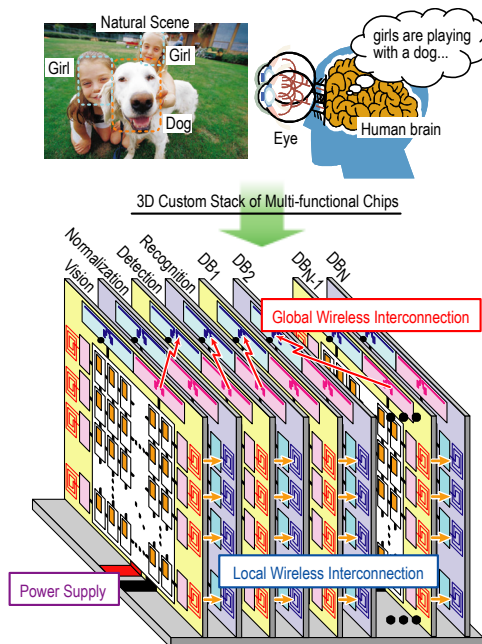 Natural Scene
Girl
Girl
Dog
girls are playing
with a dog...
Eye
Human brain
3D Custom Stack of Multi-functional Chips
Vision
Normalization
Detection
Recognition
DB1
DB2
DBN-1
DBN
Global Wireless Interconnection
Local Wireless Interconnection
Power Supply